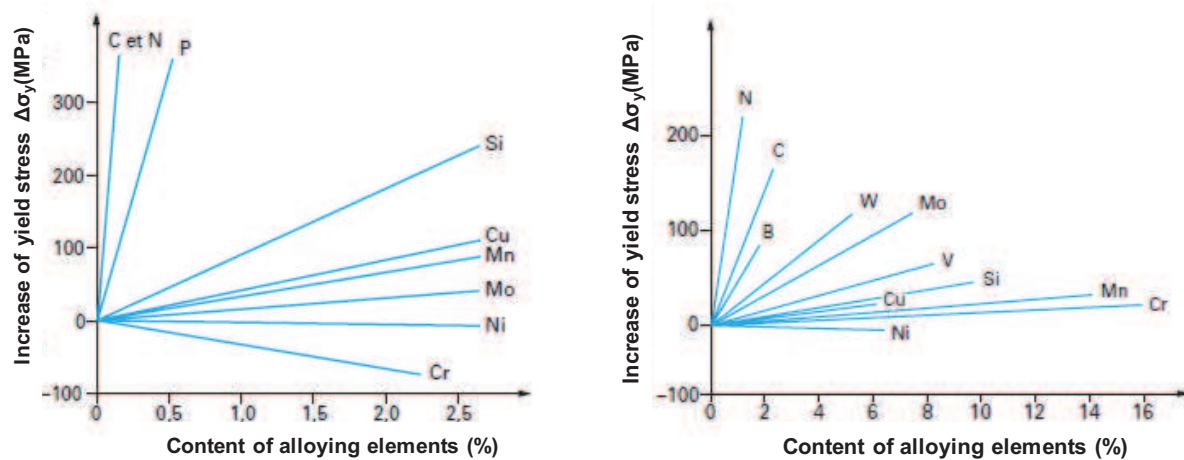 Increase of yield stress Δσy(MPa)
C et N
P
300
200
100
0
–100
Si
Cu
Mn
Mo
Ni
Cr
0
0,5
1,0
1,5
2,0
2,5
Content of alloying elements (%)
Increase of yield stress Δσy(MPa)
N
C
B
W
Mo
V
Si
Cu
Mn
Cr
Ni
200
100
0
–100
0
2
4
6
8
10
12
14
16
Content of alloying elements (%)